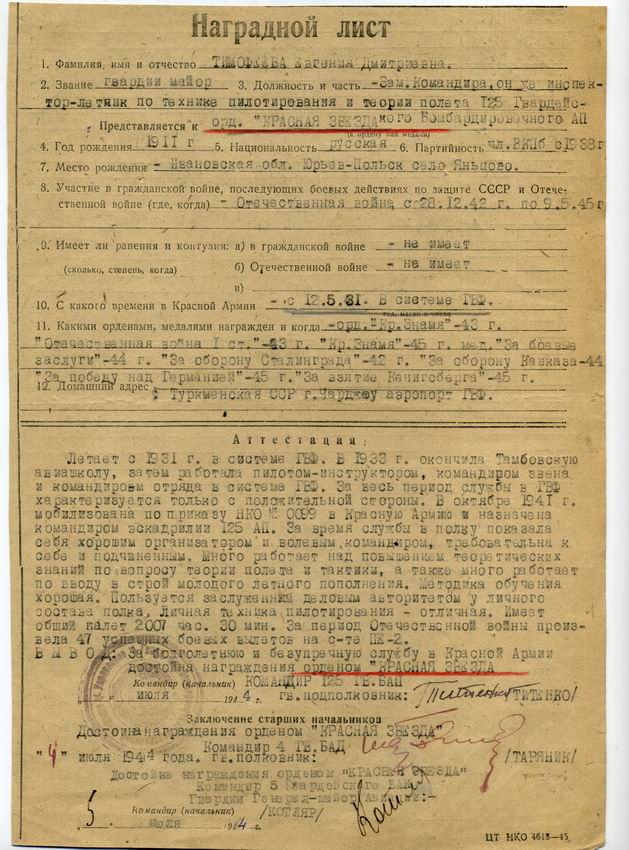 Наградной лист
1. Фамилия, имя и отчество ТИМОФЕЕВА Евгения Дмитриевна.
2. Звание гвардии майор 3. Должность и часть -Зам.Командира,он же инспек-
тор-летчик по технике пилотирования и теории полета 125 Гвардейс-
кого Бомбардировочного АП
Представляется к орд. "КРАСНАЯ ЗВЕЗДА
(к ордену или медали)
4. Год рождения 1911 г 5. Национальность русская 6. Партийность чл.ВКПб с1938г
7. Место рождения - Ивановская обл. Юрьев-Польск село Яньцово.
8. Участие в гражданской войне, последующих боевых действиях по защите СССР и Отече-
ственной войне (где, когда) - Отечественная война с 28.12.42 г. по 9.5.45г
9. Имеет ли ранения и контузии: а) в гражданской войне - не имеет
(сколько, степень, когда) б) Отечественной войне - не имеет
в)
10. С какого времени в Красной Армии - с 12.5.31. В системе ГВФ.
год, месяц и число
11. Какими орденами, медалями награжден и когда -орд."Кр.Знамя"-43 г.
"Отечественная война I ст."-43 г. "Кр.Знамя"-45 г. мед."За боевые
заслуги"-44 г. "За оборону Сталинграда"-42 г. "За оборону Кавказа-44
"За победу над Германией"-45 г. "За взятие Кенигсберга"-45 г.
12. Домашний адрес: Туркменская ССР г.Чарджоу аэропорт ГВФ.
Аттестация:
Летает с 1931 г. в системе ГВФ. В 1933 г. окончила Тамбовскую
авиашколу, затем работала пилотом-инструктором, командиром звена
и командиром отряда в системе ГВФ. За весь период службы в ГВФ
характеризуется только с положительной стороны. В октябре 1941 г.
мобилизована по приказу НКО № 0099 в Красную Армию и назначена
командиром эскадрилии 125 АП. За время службы в полку показала
себя хорошим организатором и волевым командиром, требовательна к
себе и подчиненным. Много работает над повышением теоретических
знаний по вопросу теории полета и тактики, а также много работает
по вводу в строй молодого летного пополнения. Методика обучения
хорошая. Пользуется заслуженным деловым авторитетом у личного
состава полка, Личная техника пилотирования - отличная. Имеет
общий налет 2007 час. 30 мин. За период Отечественной войны произ-
вела 47 успешных боевых вылетов на с-те ПЕ-2.
ВЫВОД: За долголетнюю и безупречную службу в Красной Армии
достойна награждения орденом "КРАСНАЯ ЗВЕЗДА
Командир (начальник) КОМАНДИР 125 ГВ.БАП
" июля 194 4 г. гв.подполковник: /ТИТЕНКО/
Заключение старших начальников
Достойна награждения орденом "КРАСНАЯ ЗВЕЗДА"
Командир 4 Гв.БАД
"4" июля 1944 года. гв.полковник: /ТАРЯНИК/
Достойна награждения орденом "КРАСНАЯ ЗВЕЗДА"
Командир 5 Гвардейского БАК
Гвардии Генерал-майор Авиации:-
Командир (начальник) /КОТЛЯР/
5 июля 194 г.
ЦТ НКО 4613-45